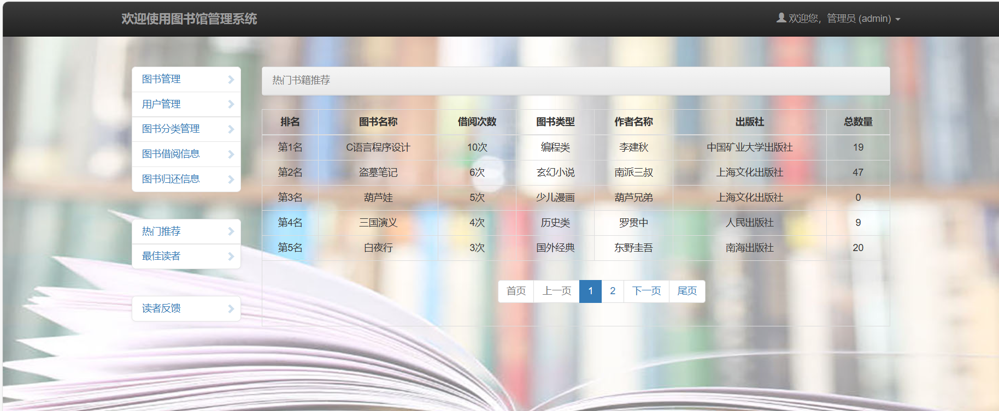 欢迎使用图书馆管理系统
欢迎您，管理员 (admin)
图书管理
用户管理
图书分类管理
图书借阅信息
图书归还信息
热门推荐
最佳读者
读者反馈
热门书籍推荐
排名 图书名称 借阅次数 图书类型 作者名称 出版社 总数量
第1名 C语言程序设计 10次 编程类 李建秋 中国矿业大学出版社 19
第2名 盗墓笔记 6次 玄幻小说 南派三叔 上海文化出版社 47
第3名 葫芦娃 5次 少儿漫画 葫芦兄弟 上海文化出版社 0
第4名 三国演义 4次 历史类 罗贯中 人民出版社 9
第5名 白夜行 3次 国外经典 东野圭吾 南海出版社 20
首页 上一页 1 2 下一页 尾页